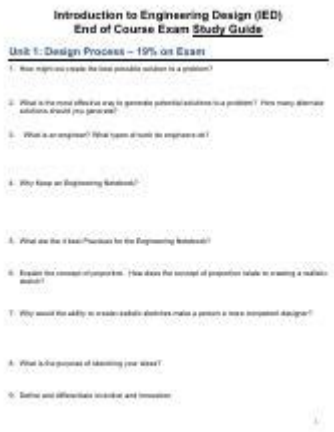 Introduction to Engineering Design (IED)
End of Course Exam Study Guide
Unit 1: Design Process – 19% on Exam
1. How might we create the best possible solution to a problem?
2. What is the most effective way to generate potential solutions to a problem? How many alternate
solutions should you generate?
3. What is an engineer? What types of work do engineers do?
4. Why Keep an Engineering Notebook?
5. What are the Best Practices for the Engineering Notebook?
6. Explain the concept of proportion. How does the concept of proportion relate to creating a realistic
sketch?
7. Why would the ability to create realistic sketches make a person a more competent designer?
8. What is the purpose of sketching your ideas?
9. Define and differentiate invention and innovation
1